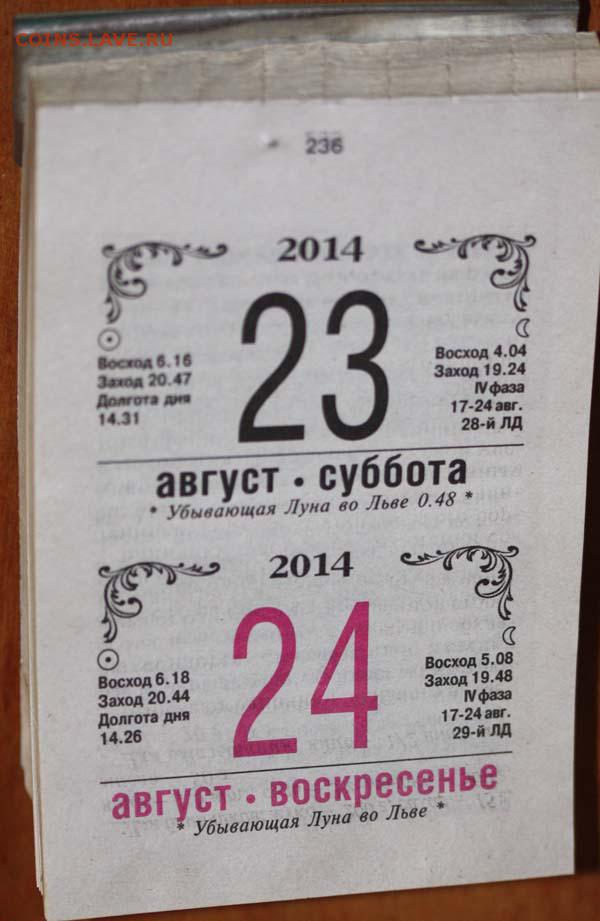 COINS.LAVE.RU
236
2014
23
Восход 6.16
Заход 20.47
Долгота дня
14.31
Восход 4.04
Заход 19.24
IV фаза
17-24 авг.
28-й ЛД
август • суббота
* Убывающая Луна во Льве 0.48 *
2014
24
Восход 6.18
Заход 20.44
Долгота дня
14.26
Восход 5.08
Заход 19.48
IV фаза
17-24 авг.
29-й ЛД
август • воскресенье
* Убывающая Луна во Льве *